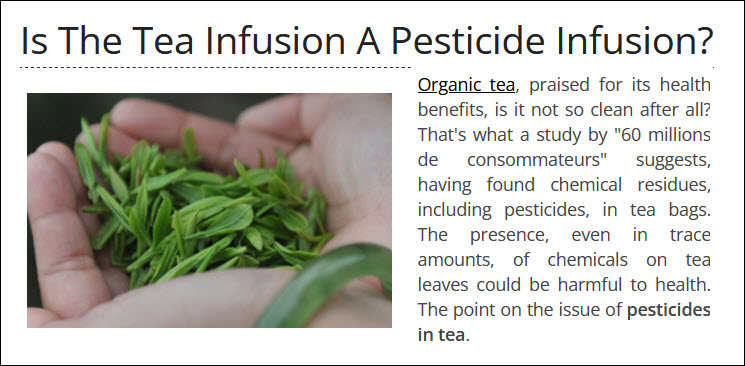 Is The Tea Infusion A Pesticide Infusion?
Organic tea, praised for its health
benefits, is it not so clean after all?
That's what a study by "60 millions
de consommateurs" suggests,
having found chemical residues,
including pesticides, in tea bags.
The presence, even in trace
amounts, of chemicals on tea
leaves could be harmful to health.
The point on the issue of pesticides
in tea.